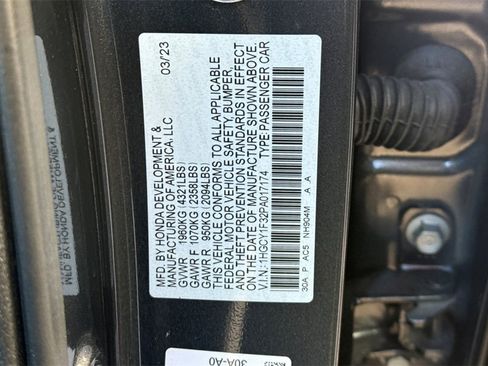 MFD. BY HONDA DEVELOPMENT & 03/23
MANUFACTURING OF AMERICA, LLC
GVWR 1960KG(4321LBS)
GAWR F 1070KG(2358LBS)
GAWR R 950KG(2094LBS)
THIS VEHICLE CONFORMS TO ALL APPLICABLE
FEDERAL MOTOR VEHICLE SAFETY, BUMPER,
AND THEFT PREVENTION STANDARDS IN EFFECT
ON THE DATE OF MANUFACTURE SHOWN ABOVE.
V.I.N.:1HGCY1F32PA017174 TYPE:PASSENGER CAR
30A P AC5 NH904M A A
30A-A0